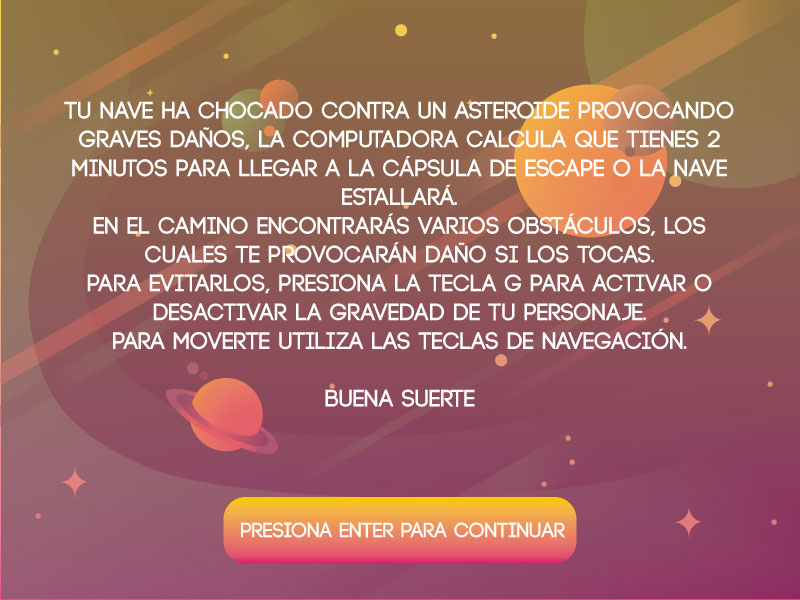 TU NAVE HA CHOCADO CONTRA UN ASTEROIDE PROVOCANDO
GRAVES DAÑOS, LA COMPUTADORA CALCULA QUE TIENES 2
MINUTOS PARA LLEGAR A LA CÁPSULA DE ESCAPE O LA NAVE
ESTALLARÁ.
EN EL CAMINO ENCONTRARÁS VARIOS OBSTÁCULOS, LOS
CUALES TE PROVOCARÁN DAÑO SI LOS TOCAS.
PARA EVITARLOS, PRESIONA LA TECLA G PARA ACTIVAR O
DESACTIVAR LA GRAVEDAD DE TU PERSONAJE.
PARA MOVERTE UTILIZA LAS TECLAS DE NAVEGACIÓN.
BUENA SUERTE
PRESIONA ENTER PARA CONTINUAR